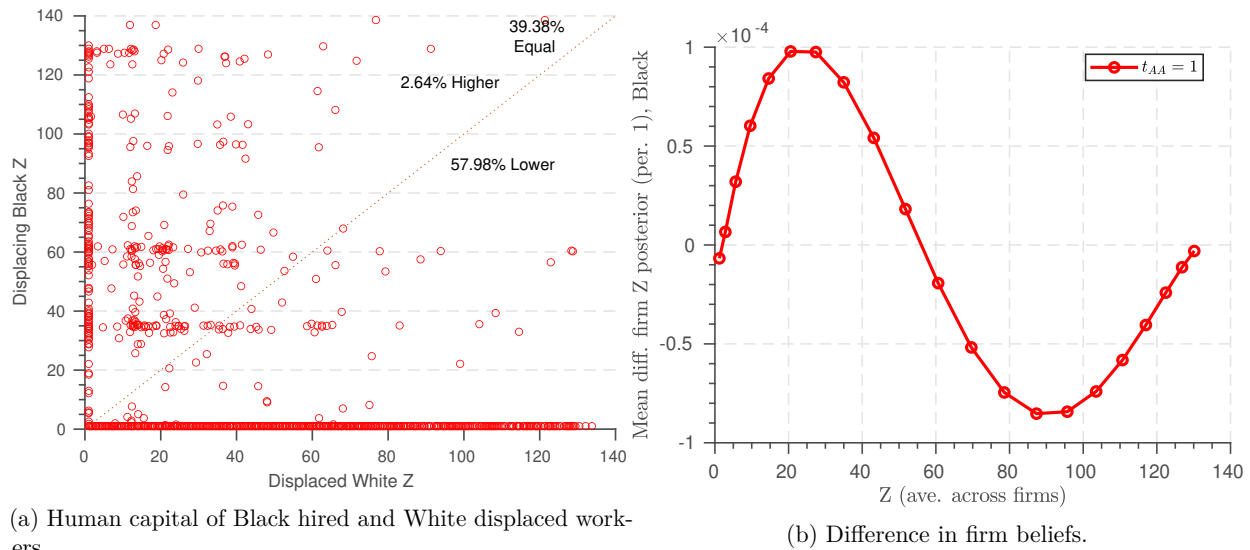 140
120
100
80
60
40
20
0
Displacing Black Z
39.38%
Equal
2.64% Higher
57.98% Lower
0 20 40 60 80 100 120 140
Displaced White Z
(a) Human capital of Black hired and White displaced work-
ers
×10⁻⁴
1
0.5
0
-0.5
-1
Mean diff. firm Z posterior (per. 1), Black
t_AA = 1
0 20 40 60 80 100 120 140
Z (ave. across firms)
(b) Difference in firm beliefs.